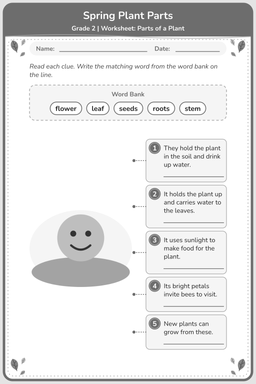 Spring Plant Parts
Grade 2 | Worksheet: Parts of a Plant
Name: Date:
Read each clue. Write the matching word from the word bank on
the line.
Word Bank
flower leaf seeds roots stem
1 They hold the plant
in the soil and drink
up water.
2 It holds the plant up
and carries water to
the leaves.
3 It uses sunlight to
make food for the
plant.
4 Its bright petals
invite bees to visit.
5 New plants can
grow from these.